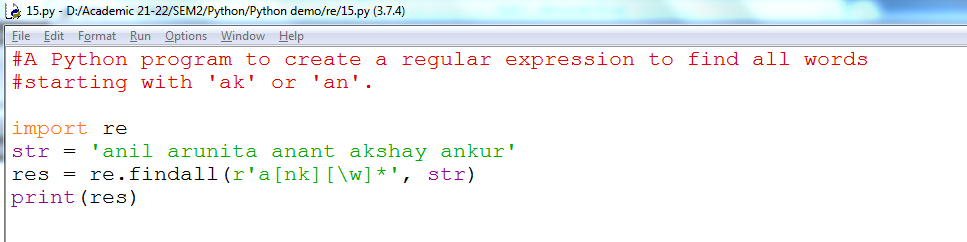 15.py - D:/Academic 21-22/SEM2/Python/Python demo/re/15.py (3.7.4)
File Edit Format Run Options Window Help
#A Python program to create a regular expression to find all words
#starting with 'ak' or 'an'.
import re
str = 'anil arunita anant akshay ankur'
res = re.findall(r'a[nk][\w]*', str)
print(res)